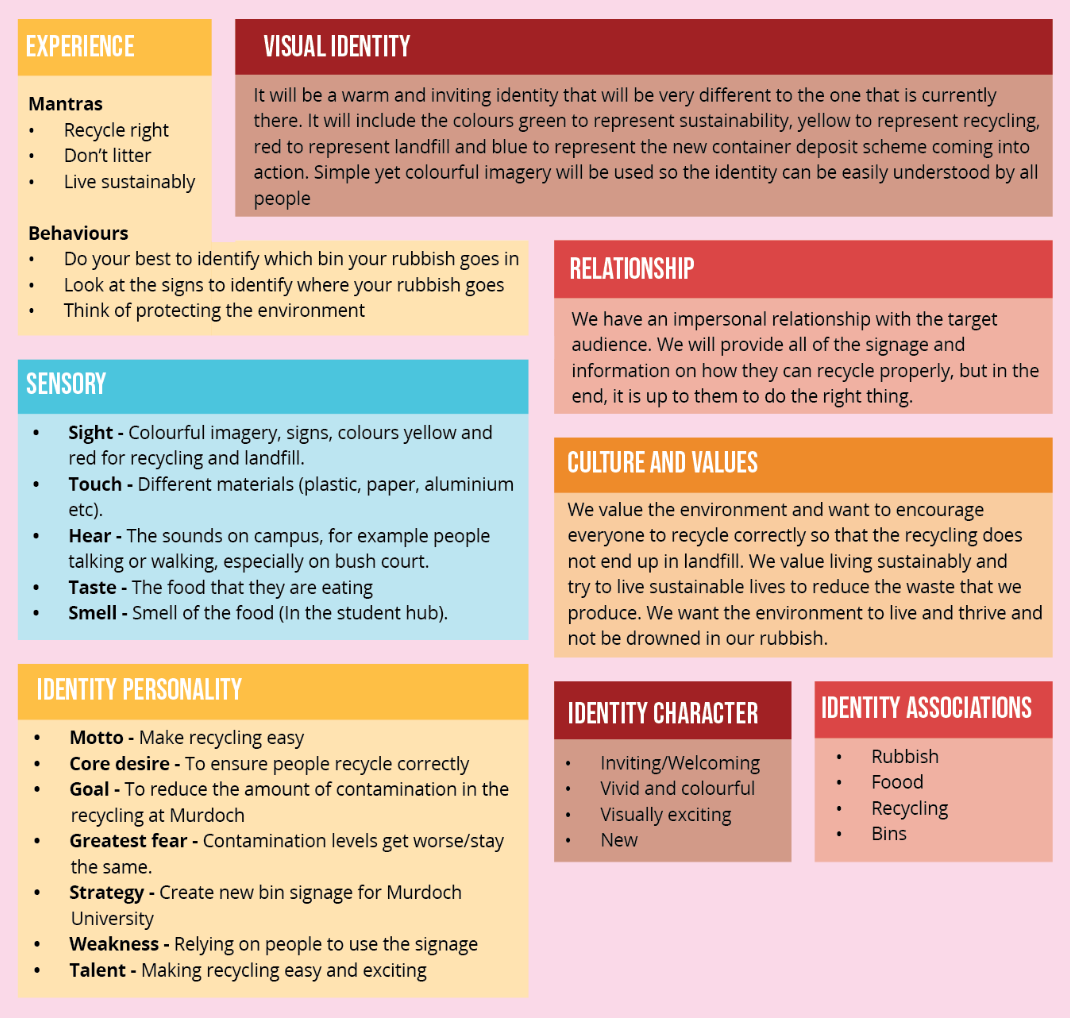 EXPERIENCE
Mantras
• Recycle right
• Don't litter
• Live sustainably
Behaviours
• Do your best to identify which bin your rubbish goes in
• Look at the signs to identify where your rubbish goes
• Think of protecting the environment
VISUAL IDENTITY
It will be a warm and inviting identity that will be very different to the one that is currently
there. It will include the colours green to represent sustainability, yellow to represent recycling,
red to represent landfill and blue to represent the new container deposit scheme coming into
action. Simple yet colourful imagery will be used so the identity can be easily understood by all
people
RELATIONSHIP
We have an impersonal relationship with the target
audience. We will provide all of the signage and
information on how they can recycle properly, but in the
end, it is up to them to do the right thing.
SENSORY
• Sight - Colourful imagery, signs, colours yellow and
red for recycling and landfill.
• Touch - Different materials (plastic, paper, aluminium
etc).
• Hear - The sounds on campus, for example people
talking or walking, especially on bush court.
• Taste - The food that they are eating
• Smell - Smell of the food (In the student hub).
CULTURE AND VALUES
We value the environment and want to encourage
everyone to recycle correctly so that the recycling does
not end up in landfill. We value living sustainably and
try to live sustainable lives to reduce the waste that we
produce. We want the environment to live and thrive and
not be drowned in our rubbish.
IDENTITY PERSONALITY
• Motto - Make recycling easy
• Core desire - To ensure people recycle correctly
• Goal - To reduce the amount of contamination in the
recycling at Murdoch
• Greatest fear - Contamination levels get worse/stay
the same.
• Strategy - Create new bin signage for Murdoch
University
• Weakness - Relying on people to use the signage
• Talent - Making recycling easy and exciting
IDENTITY CHARACTER
• Inviting/Welcoming
• Vivid and colourful
• Visually exciting
• New
IDENTITY ASSOCIATIONS
• Rubbish
• Foood
• Recycling
• Bins